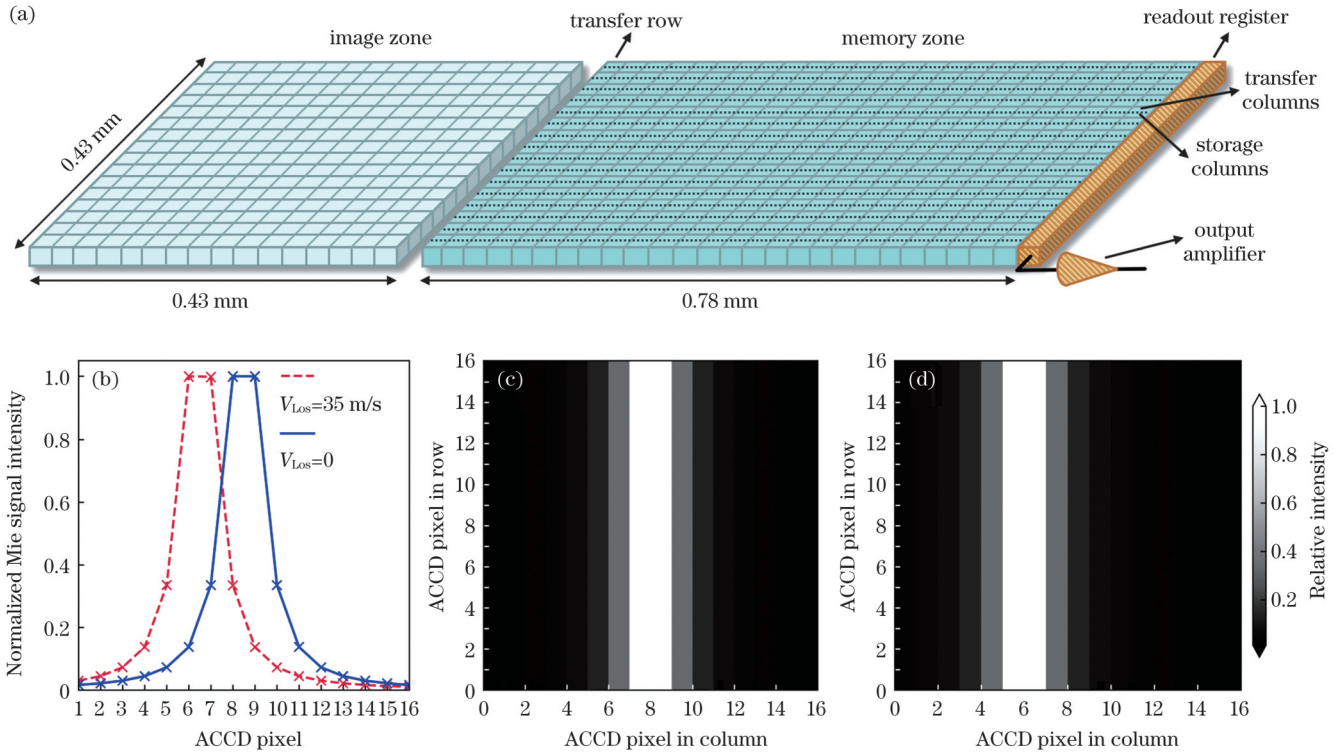 (a)
image zone
transfer row
memory zone
readout register
transfer
columns
storage
columns
output
amplifier
0.43 mm
0.43 mm
0.78 mm
(b)
Normalized Mie signal intensity
1.0
0.8
0.6
0.4
0.2
0
V_Los=35 m/s
V_Los=0
1 2 3 4 5 6 7 8 9 10 11 12 13 14 15 16
ACCD pixel
(c)
ACCD pixel in row
16
14
12
10
8
6
4
2
0
0 2 4 6 8 10 12 14 16
ACCD pixel in column
(d)
ACCD pixel in row
16
14
12
10
8
6
4
2
0
0 2 4 6 8 10 12 14 16
ACCD pixel in column
1.0
0.8
0.6
0.4
0.2
Relative intensity